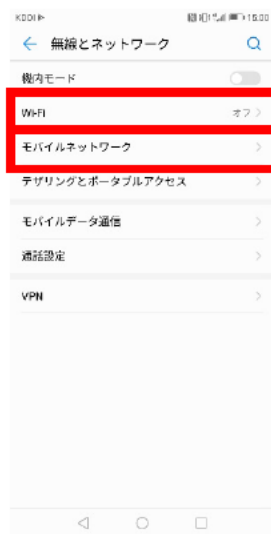 KDDI
15:00
無線とネットワーク
機内モード
Wi-Fi
オフ
モバイルネットワーク
テザリングとポータブルアクセス
モバイルデータ通信
通話設定
VPN